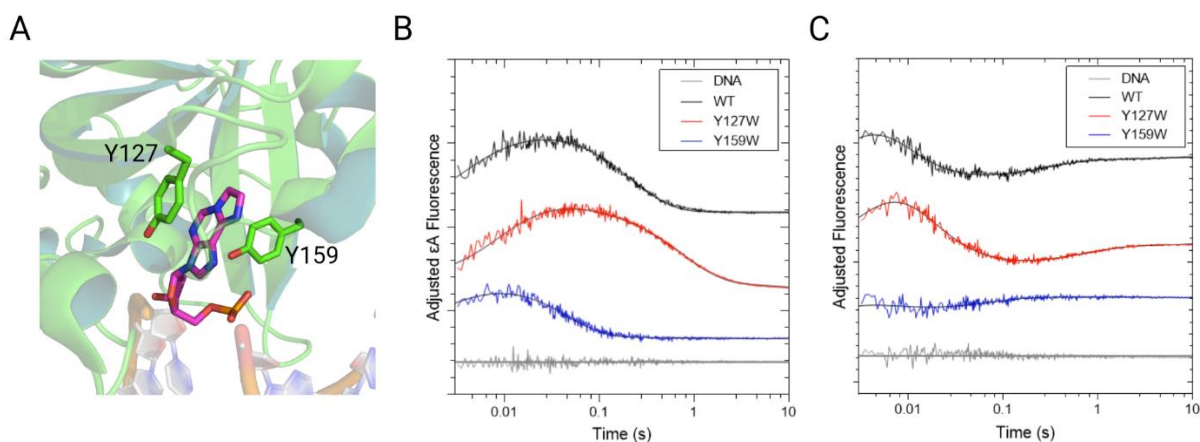 A
Y127
Y159
B
Adjusted εA Fluorescence
DNA
WT
Y127W
Y159W
0.01
0.1
1
10
Time (s)
C
Adjusted Fluorescence
DNA
WT
Y127W
Y159W
0.01
0.1
1
10
Time (s)